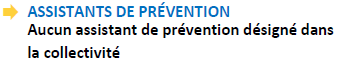 ASSISTANTS DE PRÉVENTION
Aucun assistant de prévention désigné dans
la collectivité